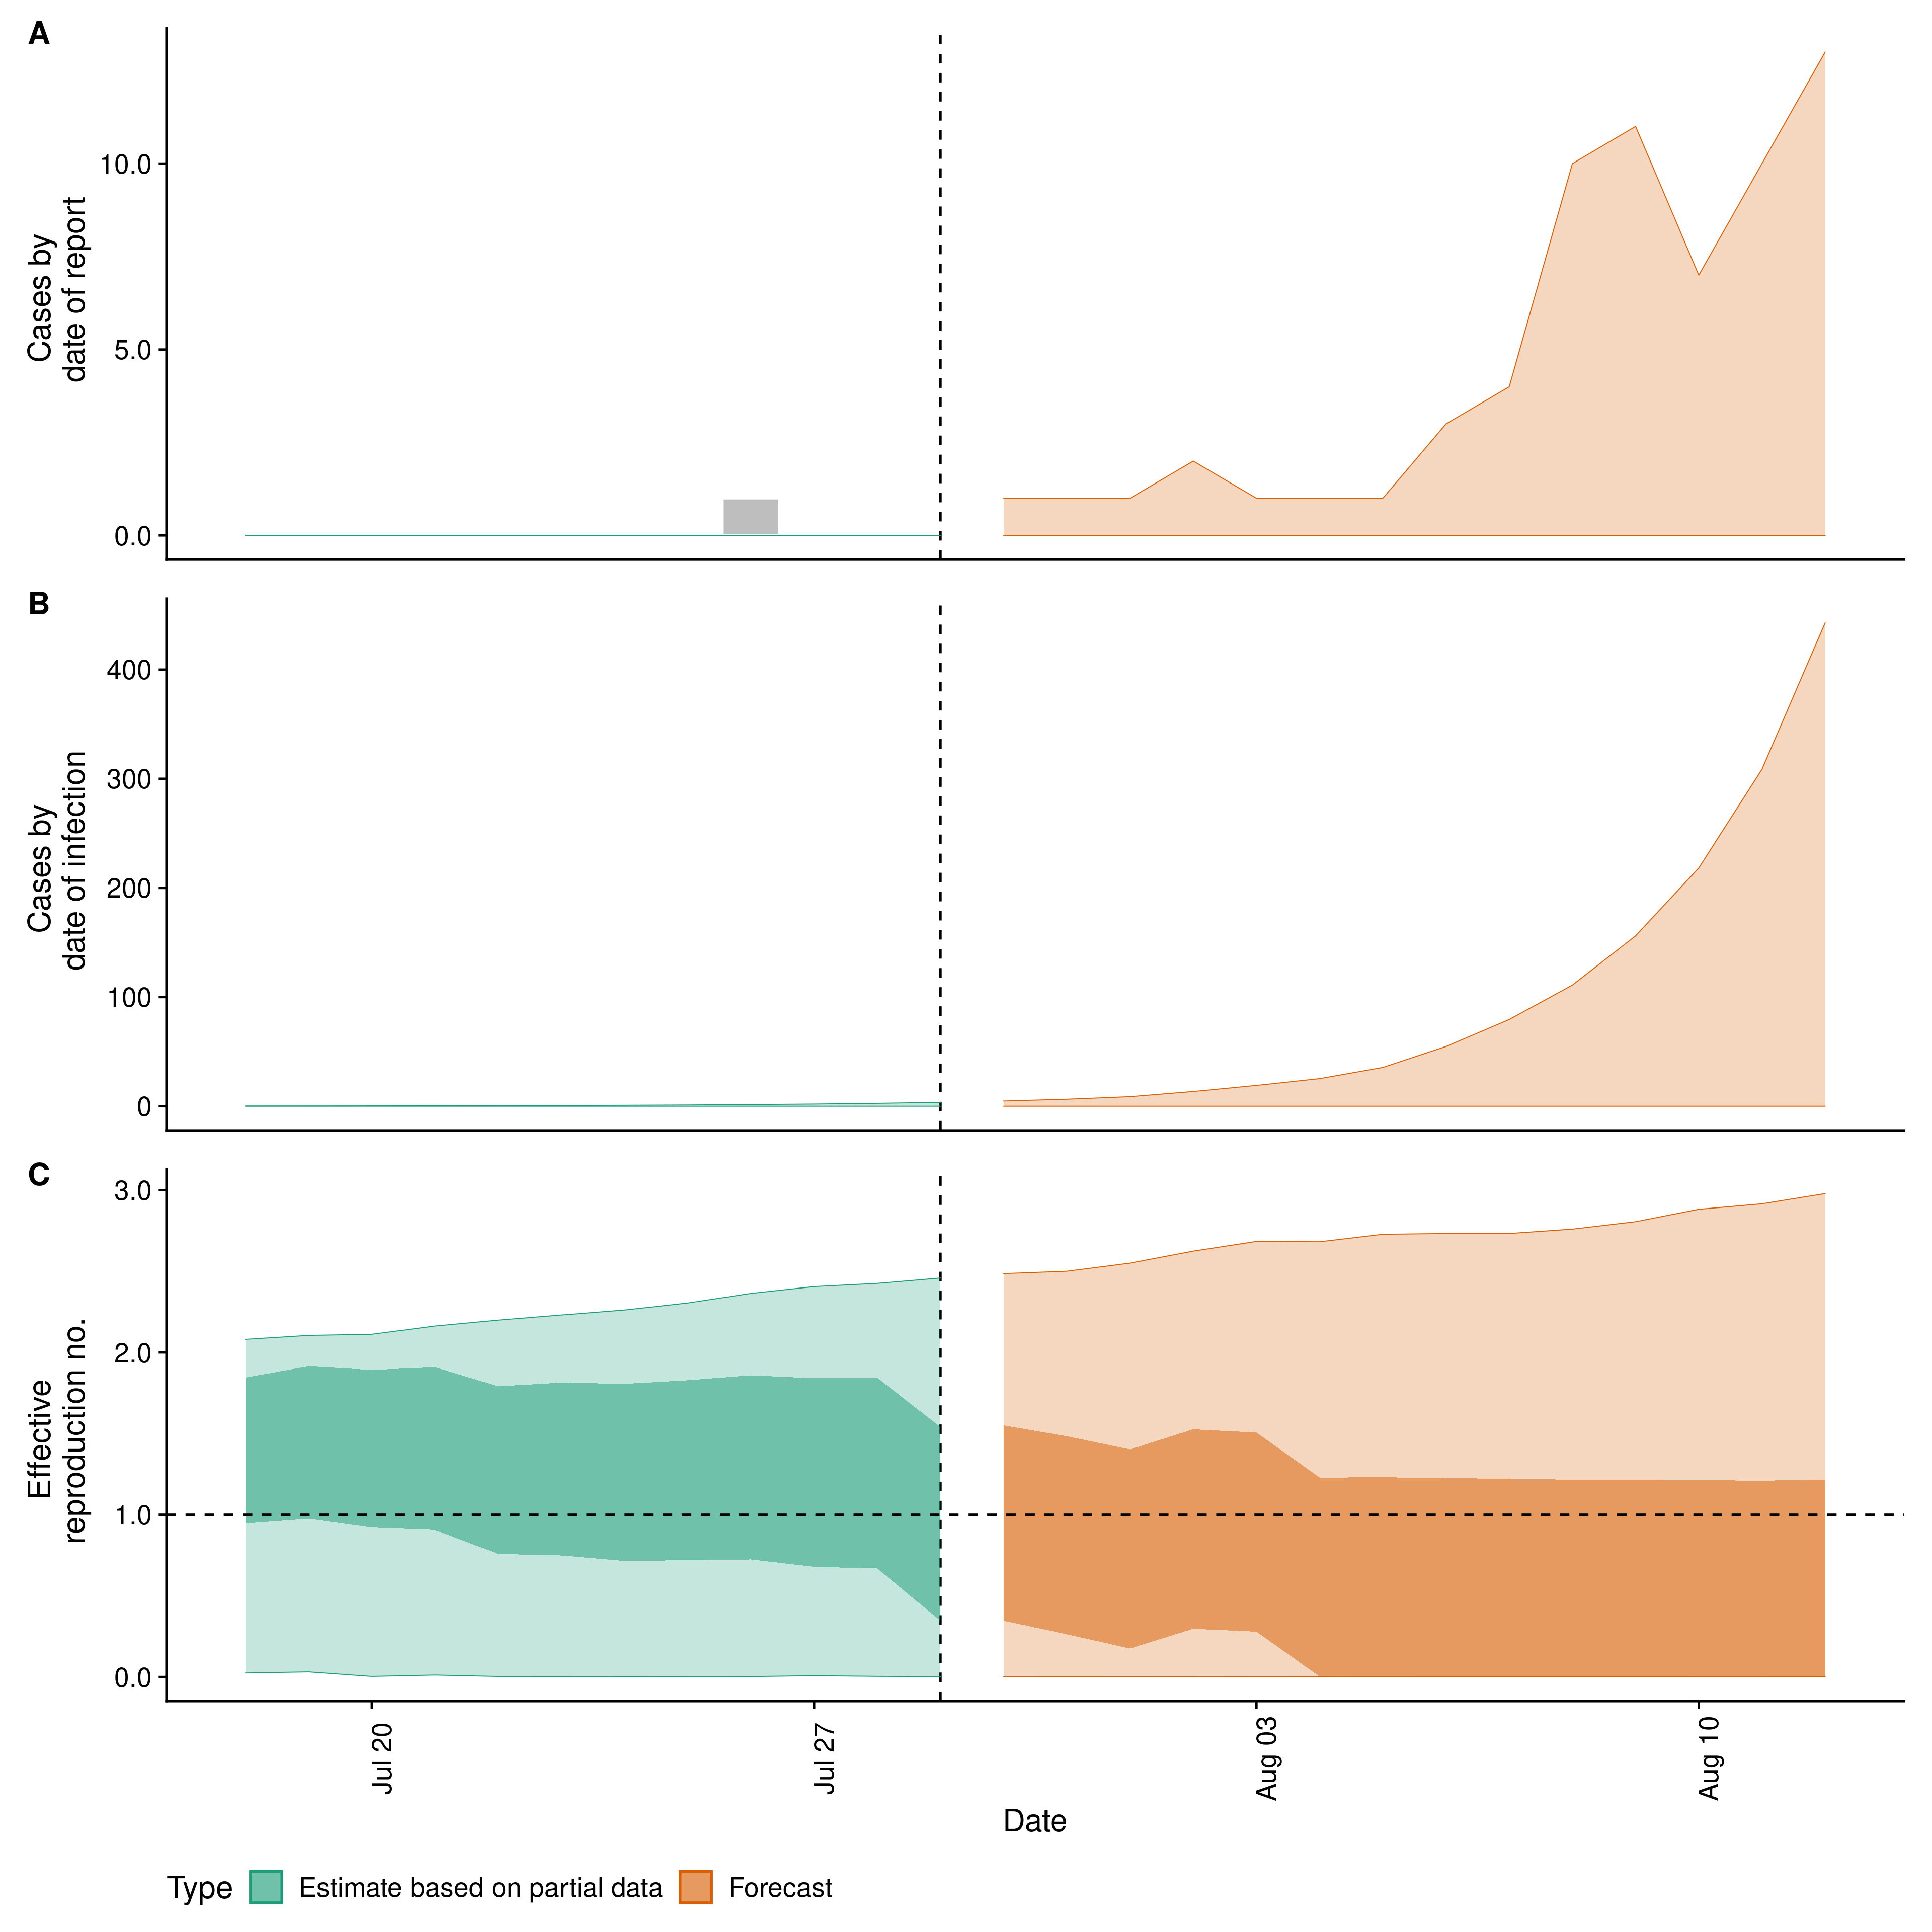 A
Cases by
date of report
10.0
5.0
0.0
B
Cases by
date of infection
400
300
200
100
0
C
Effective
reproduction no.
3.0
2.0
1.0
0.0
Jul 20
Jul 27
Aug 03
Aug 10
Date
Type Estimate based on partial data Forecast